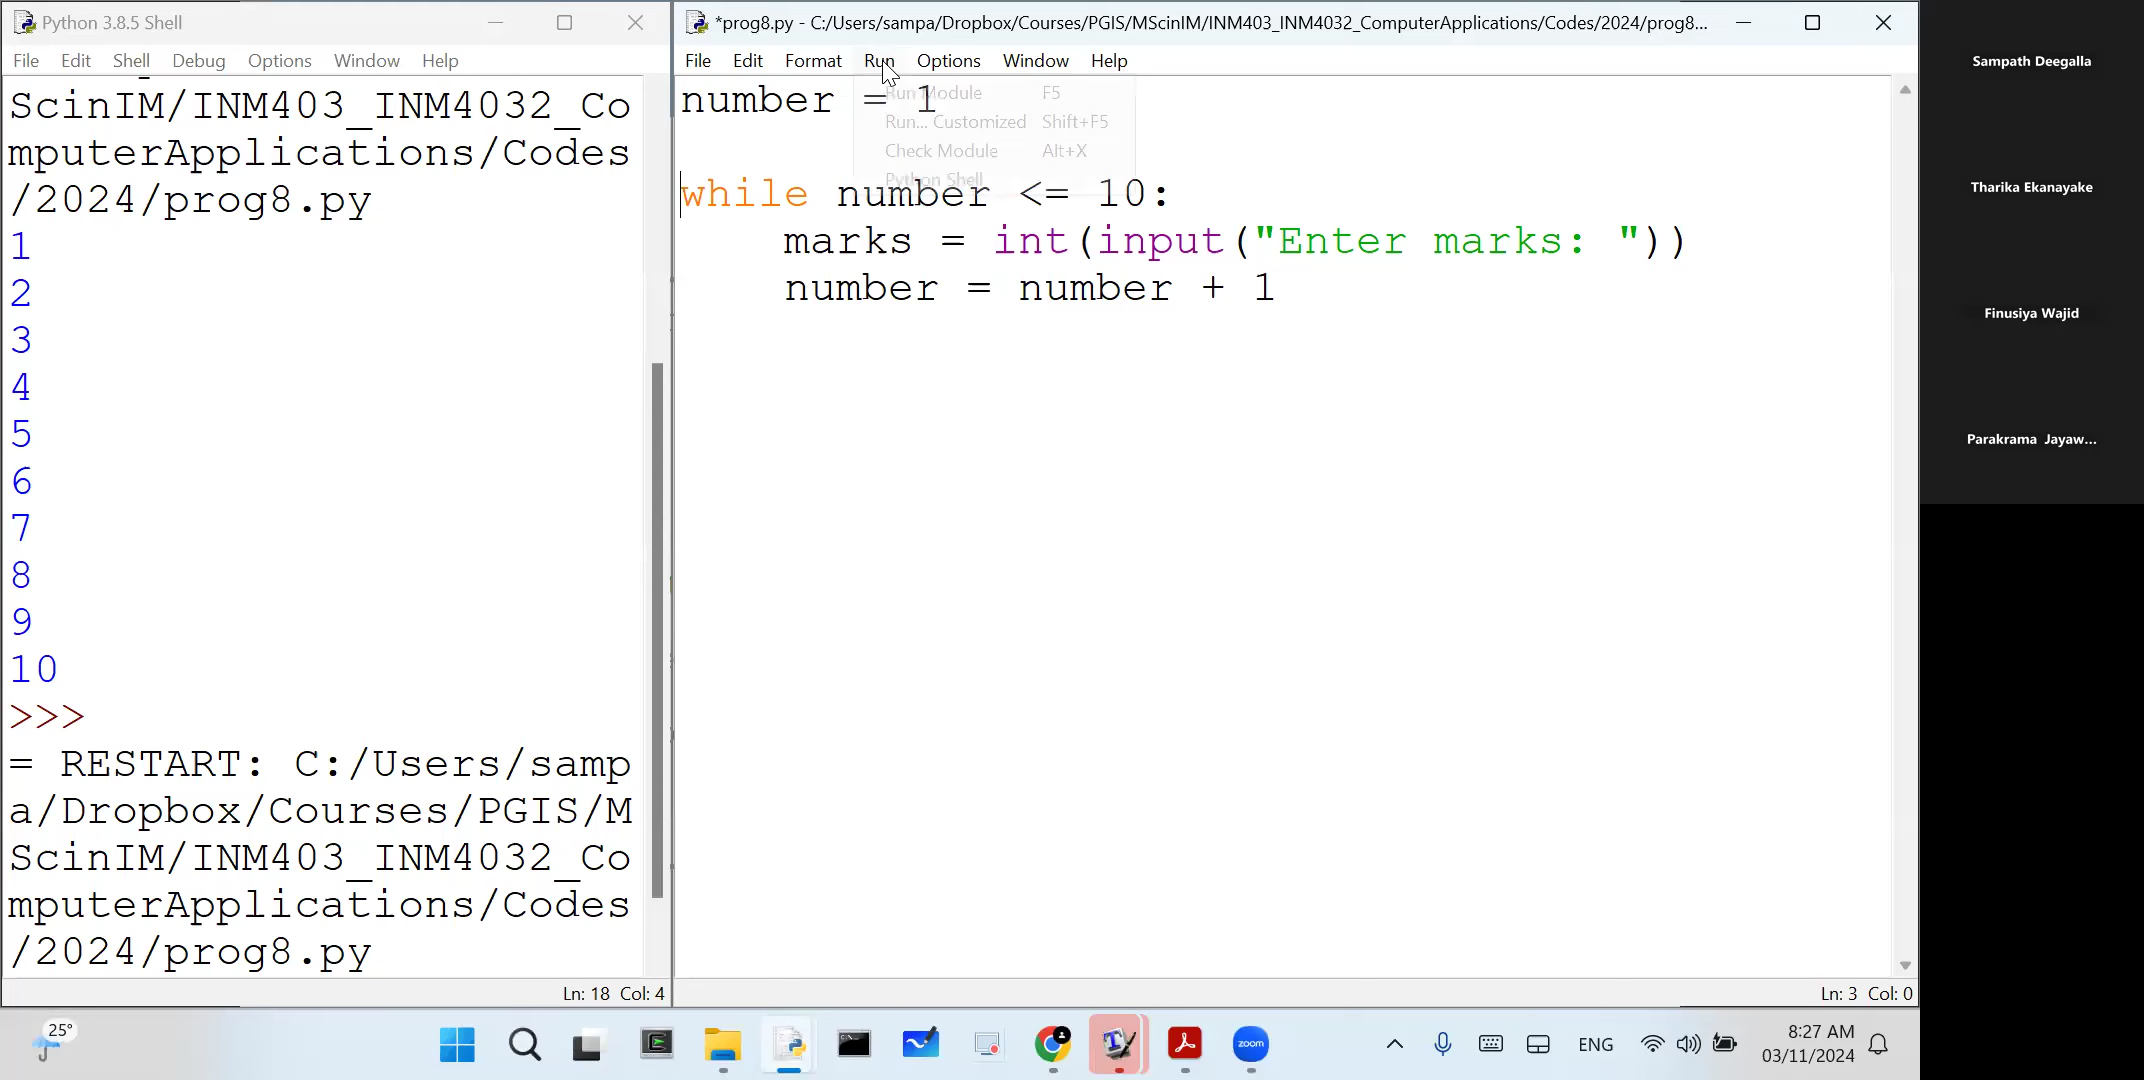 Python 3.8.5 Shell
File Edit Shell Debug Options Window Help
ScinIM/INM403_INM4032_Co
mputerApplications/Codes
/2024/prog8.py
1
2
3
4
5
6
7
8
9
10
>>>
= RESTART: C:/Users/samp
a/Dropbox/Courses/PGIS/M
ScinIM/INM403_INM4032_Co
mputerApplications/Codes
/2024/prog8.py
Ln: 18 Col: 4
*prog8.py - C:/Users/sampa/Dropbox/Courses/PGIS/MScinIM/INM403_INM4032_ComputerApplications/Codes/2024/prog8...
File Edit Format Run Options Window Help
number = 1
Run Module F5
Run... Customized Shift+F5
Check Module Alt+X
Python Shell
while number <= 10:
marks = int(input("Enter marks: "))
number = number + 1
Ln: 3 Col: 0
Sampath Deegalla
Tharika Ekanayake
Finusiya Wajid
Parakrama Jayaw...
25°
zoom
ENG
8:27 AM
03/11/2024